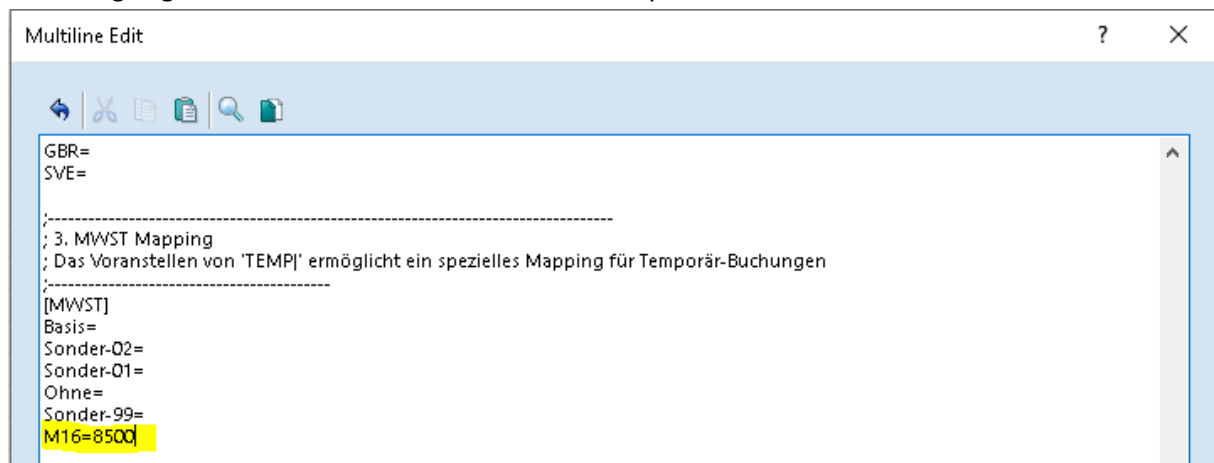 Multiline Edit ? ×
GBR=
SVE=
;------------------------------------------------------------------------------------
; 3. MWST Mapping
; Das Voranstellen von 'TEMP|' ermöglicht ein spezielles Mapping für Temporär-Buchungen
;------------------------------------------
[MWST]
Basis=
Sonder-02=
Sonder-01=
Ohne=
Sonder-99=
M16=8500